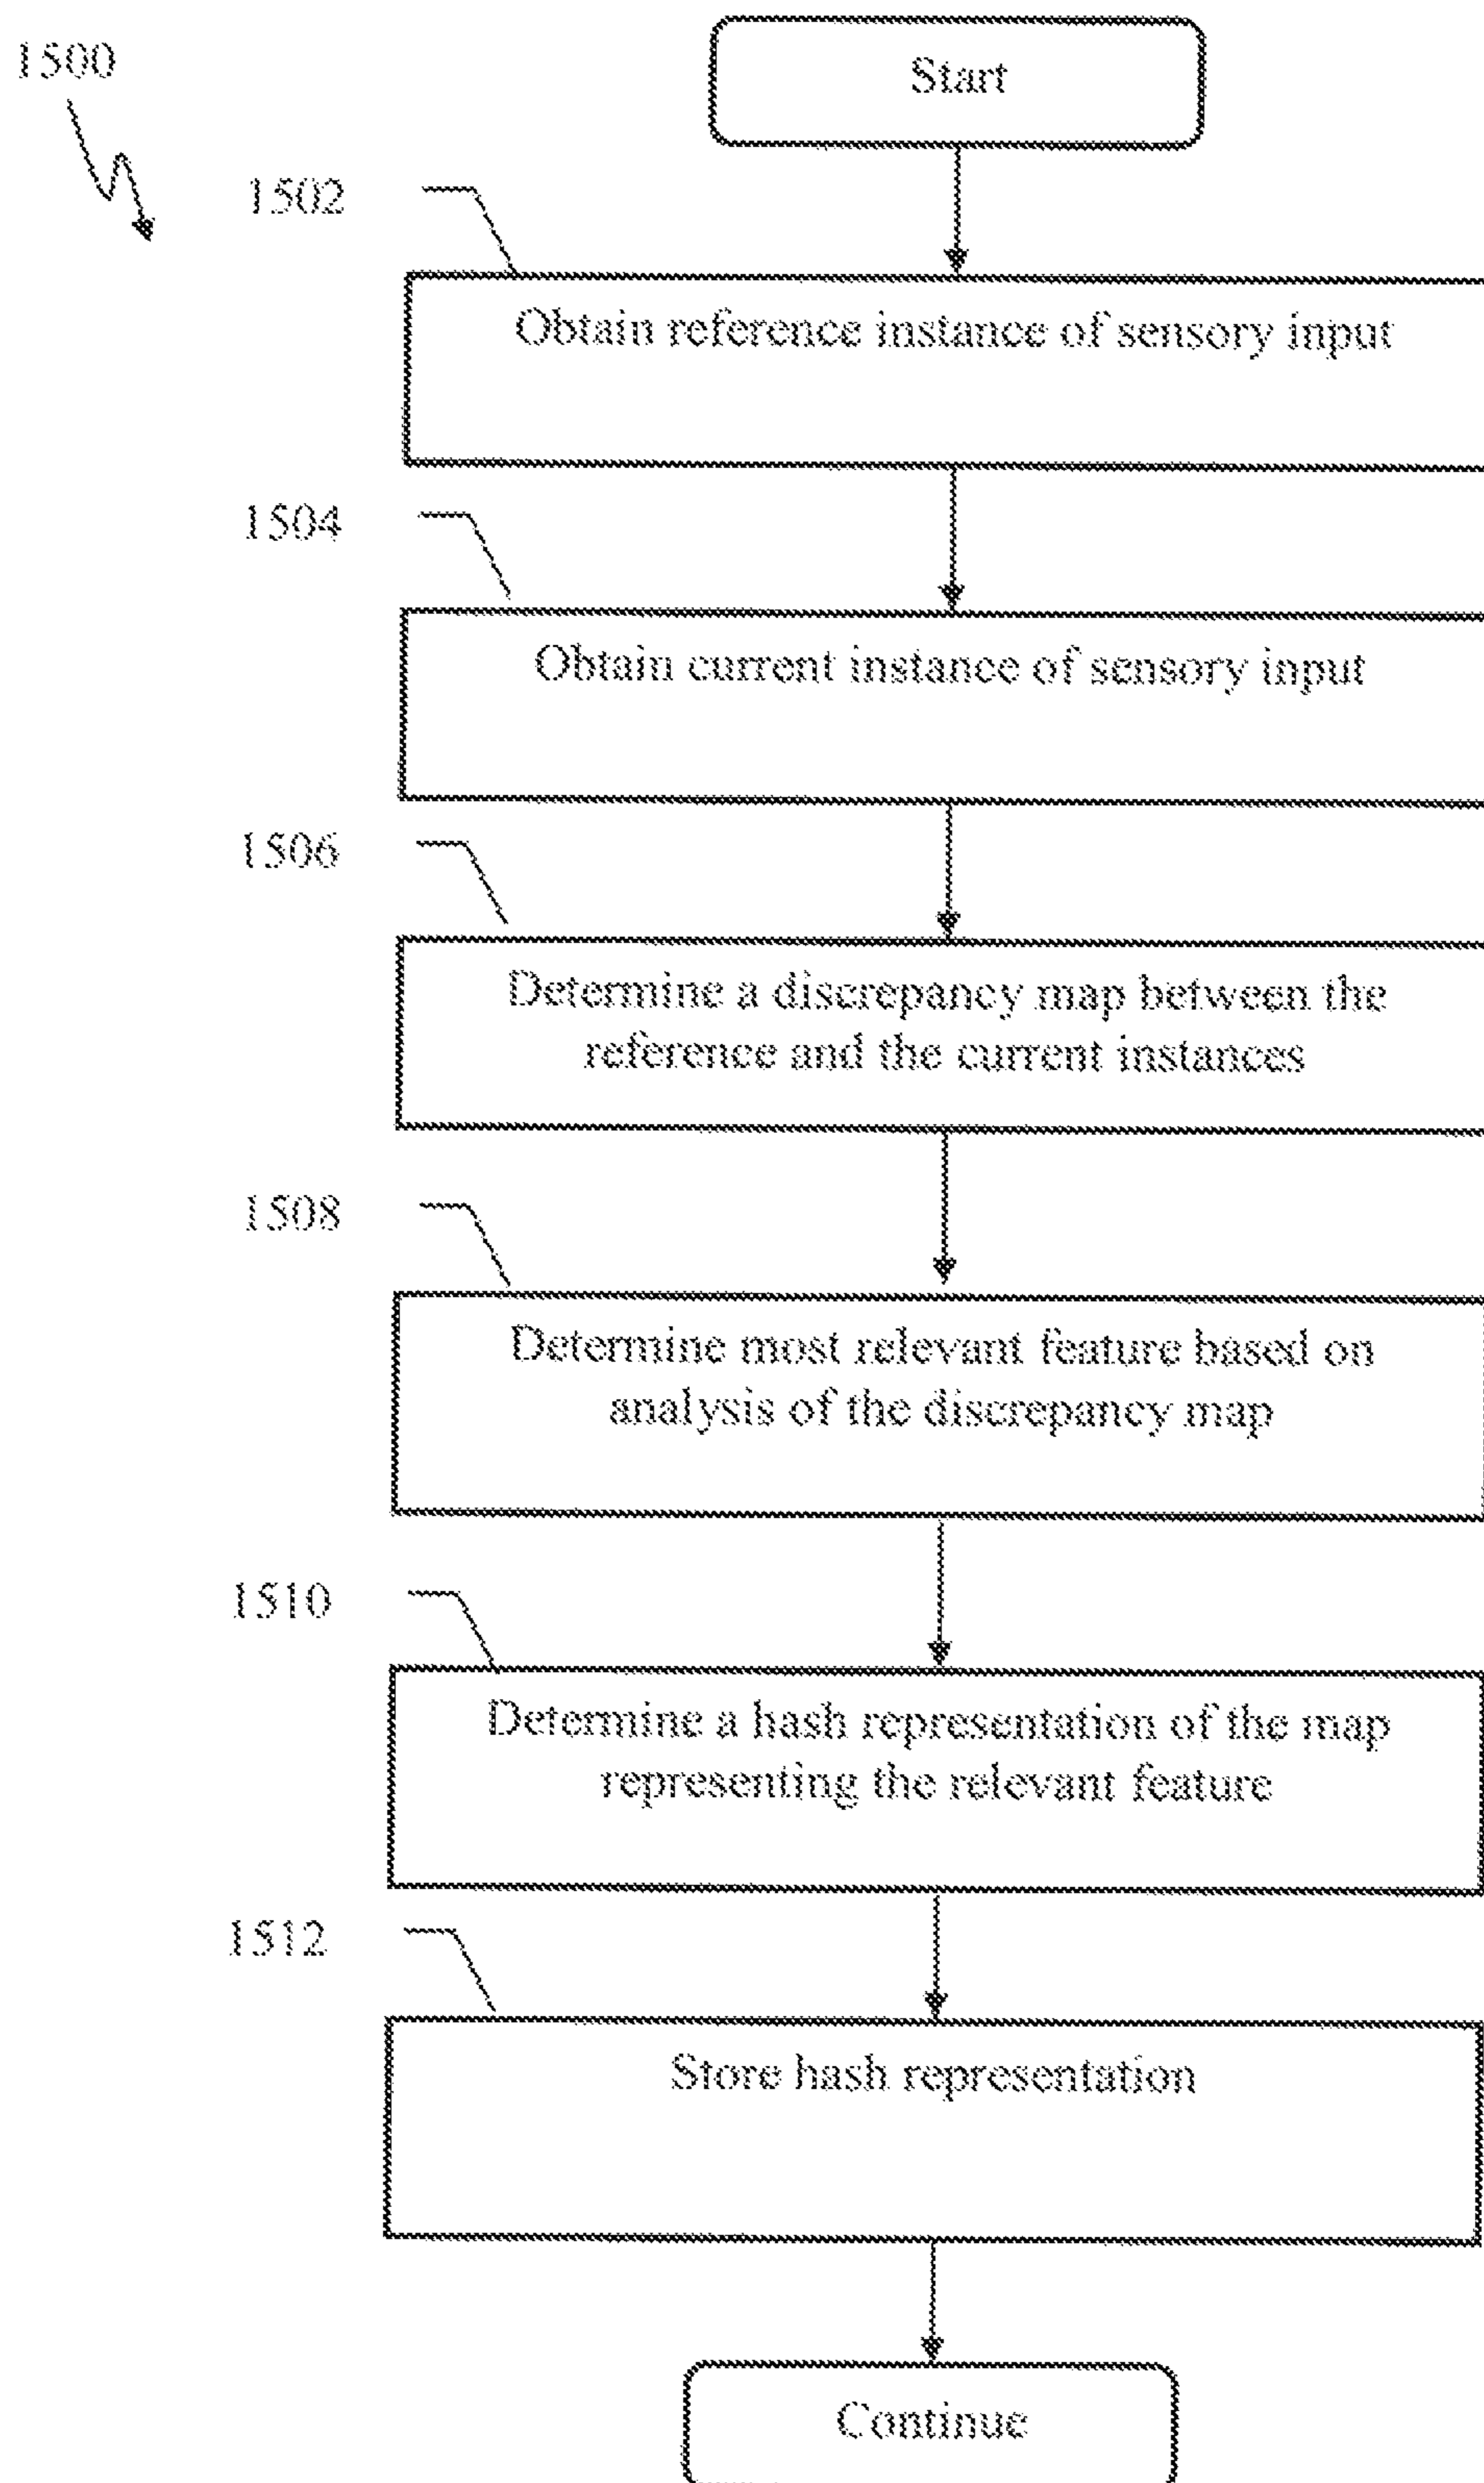 1500
Start
1502
Obtain reference instance of sensory input
1504
Obtain current instance of sensory input
1506
Determine a discrepancy map between the
reference and the current instances
1508
Determine most relevant feature based on
analysis of the discrepancy map
1510
Determine a hash representation of the map
representing the relevant feature
1512
Store hash representation
Continue